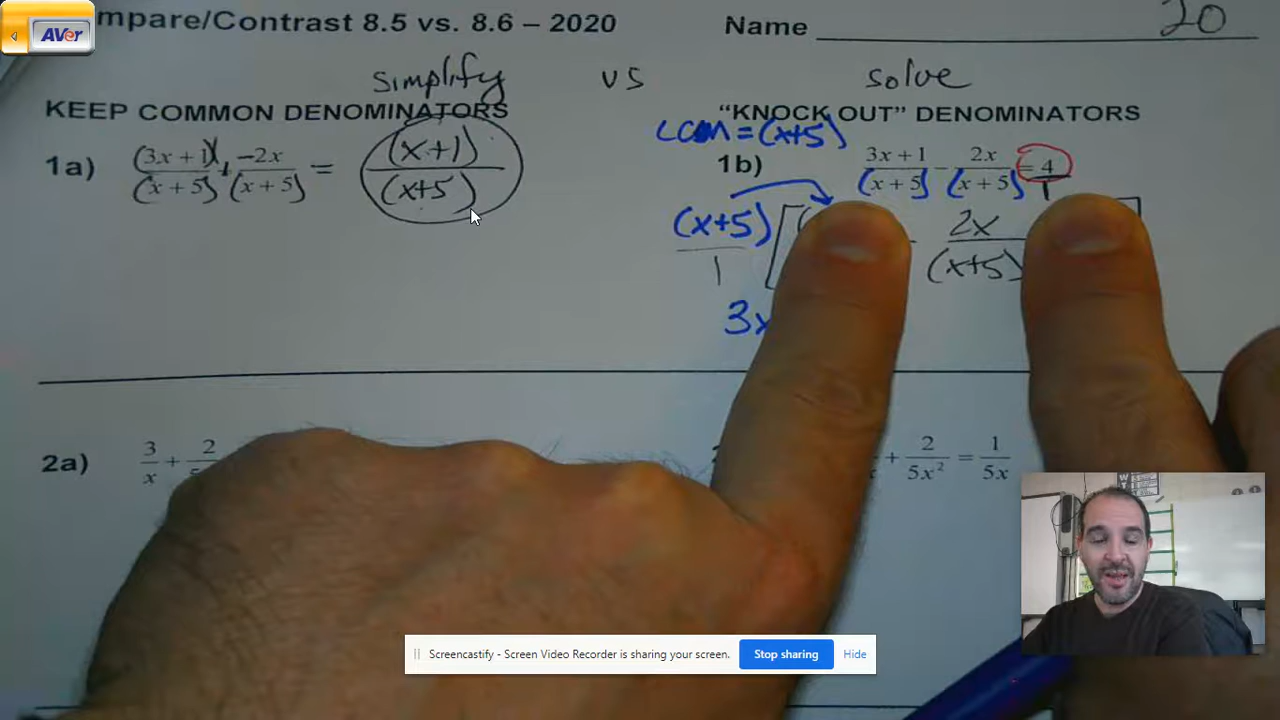 AVer
mpare/Contrast 8.5 vs. 8.6 – 2020 Name 20
simplify vs solve
KEEP COMMON DENOMINATORS "KNOCK OUT" DENOMINATORS
LCM = (x+5)
1a) (3x + 1) / (x + 5) + -2x / (x + 5) = (x+1) / (x+5)
1b) 3x + 1 / (x + 5) - 2x / (x + 5) = 4 / 1
(x+5) / 1 [ - 2x / (x+5)
3x
2a) 3 / x + 2
+ 2 / 5x² = 1 / 5x
Screencastify - Screen Video Recorder is sharing your screen. Stop sharing Hide